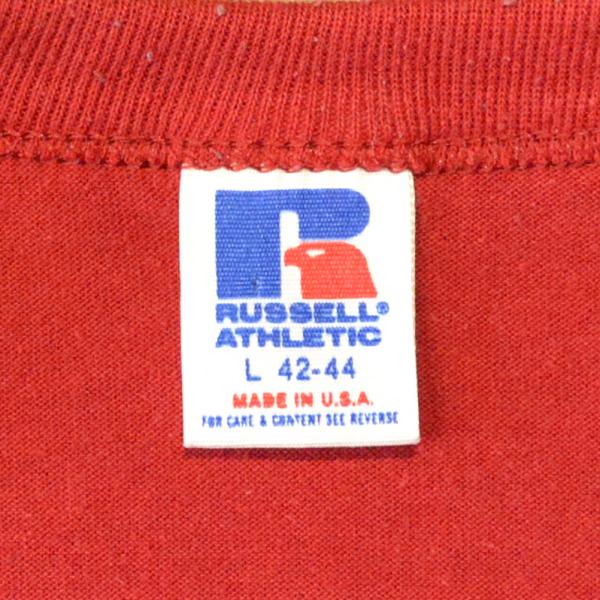 RUSSELL®
ATHLETIC
L 42-44
MADE IN U.S.A.
FOR CARE & CONTENT SEE REVERSE